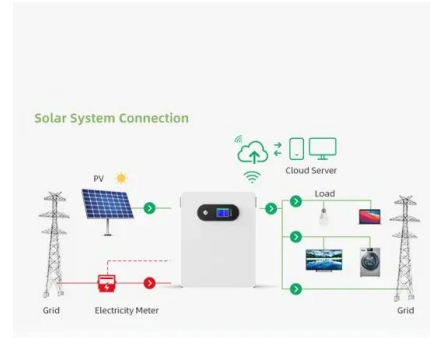 Solar System Connection
Cloud Server
PV
Load
Grid
Electricity Meter
Grid